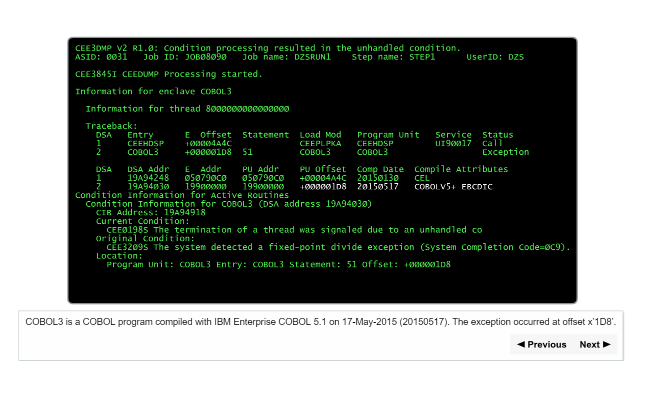 CEE3DMP V2 R1.0: Condition processing resulted in the unhandled condition.
ASID: 0031 Job ID: JOB08090 Job name: DZSRUN1 Step name: STEP1 UserID: DZS
CEE3845I CEEDUMP Processing started.
Information for enclave COBOL3
Information for thread 8000000000000000
Traceback:
DSA Entry E Offset Statement Load Mod Program Unit Service Status
1 CEEHDSP +00004A4C CEEPLPKA CEEHDSP UI90017 Call
2 COBOL3 +000001D8 51 COBOL3 COBOL3 Exception
DSA DSA Addr E Addr PU Addr PU Offset Comp Date Compile Attributes
1 19A94248 050790C0 050790C0 +00004A4C 20150130 CEL
2 19A94030 19900000 19900000 +000001D8 20150517 COBOLV5+ EBCDIC
Condition Information for Active Routines
Condition Information for COBOL3 (DSA address 19A94030)
CIB Address: 19A94918
Current Condition:
CEE0198S The termination of a thread was signaled due to an unhandled co
Original Condition:
CEE3209S The system detected a fixed-point divide exception (System Completion Code=0C9).
Location:
Program Unit: COBOL3 Entry: COBOL3 Statement: 51 Offset: +000001D8
COBOL3 is a COBOL program compiled with IBM Enterprise COBOL 5.1 on 17-May-2015 (20150517). The exception occurred at offset x'1D8'.
◄ Previous Next ►